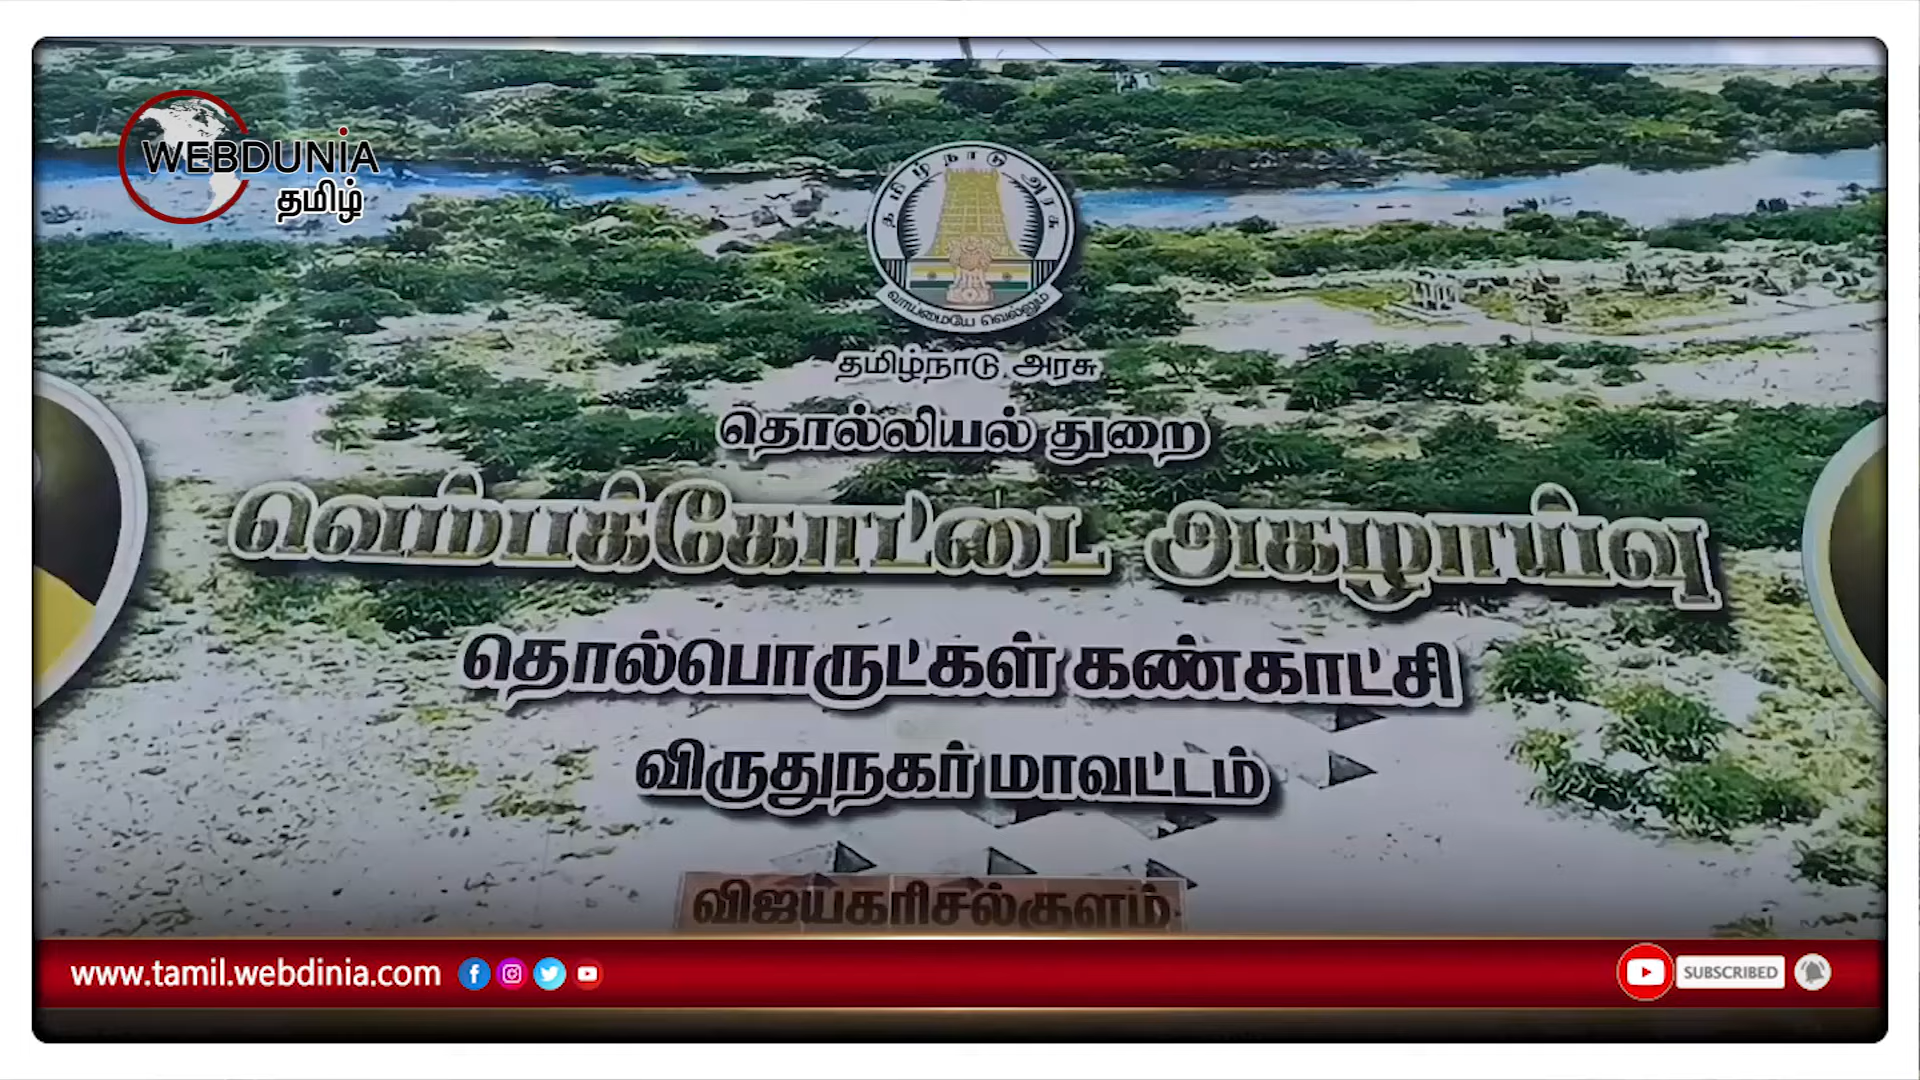 WEBDUNIA
தமிழ்
தமிழ் நாடு அரசு
வாய்மையே வெல்லும்
தமிழ்நாடு அரசு
தொல்லியல் துறை
வெம்பக்கோட்டை அகழாய்வு
தொல்பொருட்கள் கண்காட்சி
விருதுநகர் மாவட்டம்
விஜயகரிசல்குளம்
www.tamil.webdinia.com
SUBSCRIBED